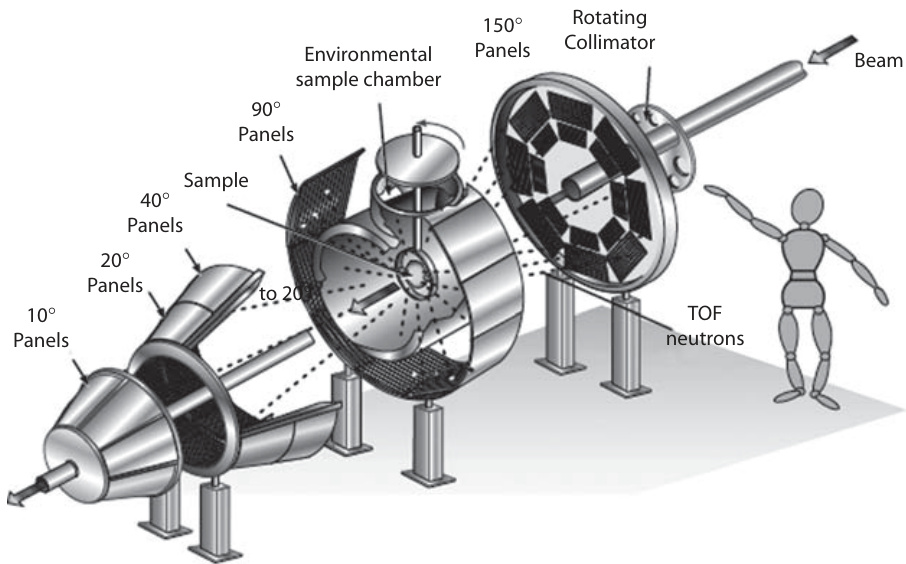 150°
Panels
Rotating
Collimator
Beam
Environmental
sample chamber
90°
Panels
Sample
40°
Panels
20°
Panels
to 20
10°
Panels
TOF
neutrons